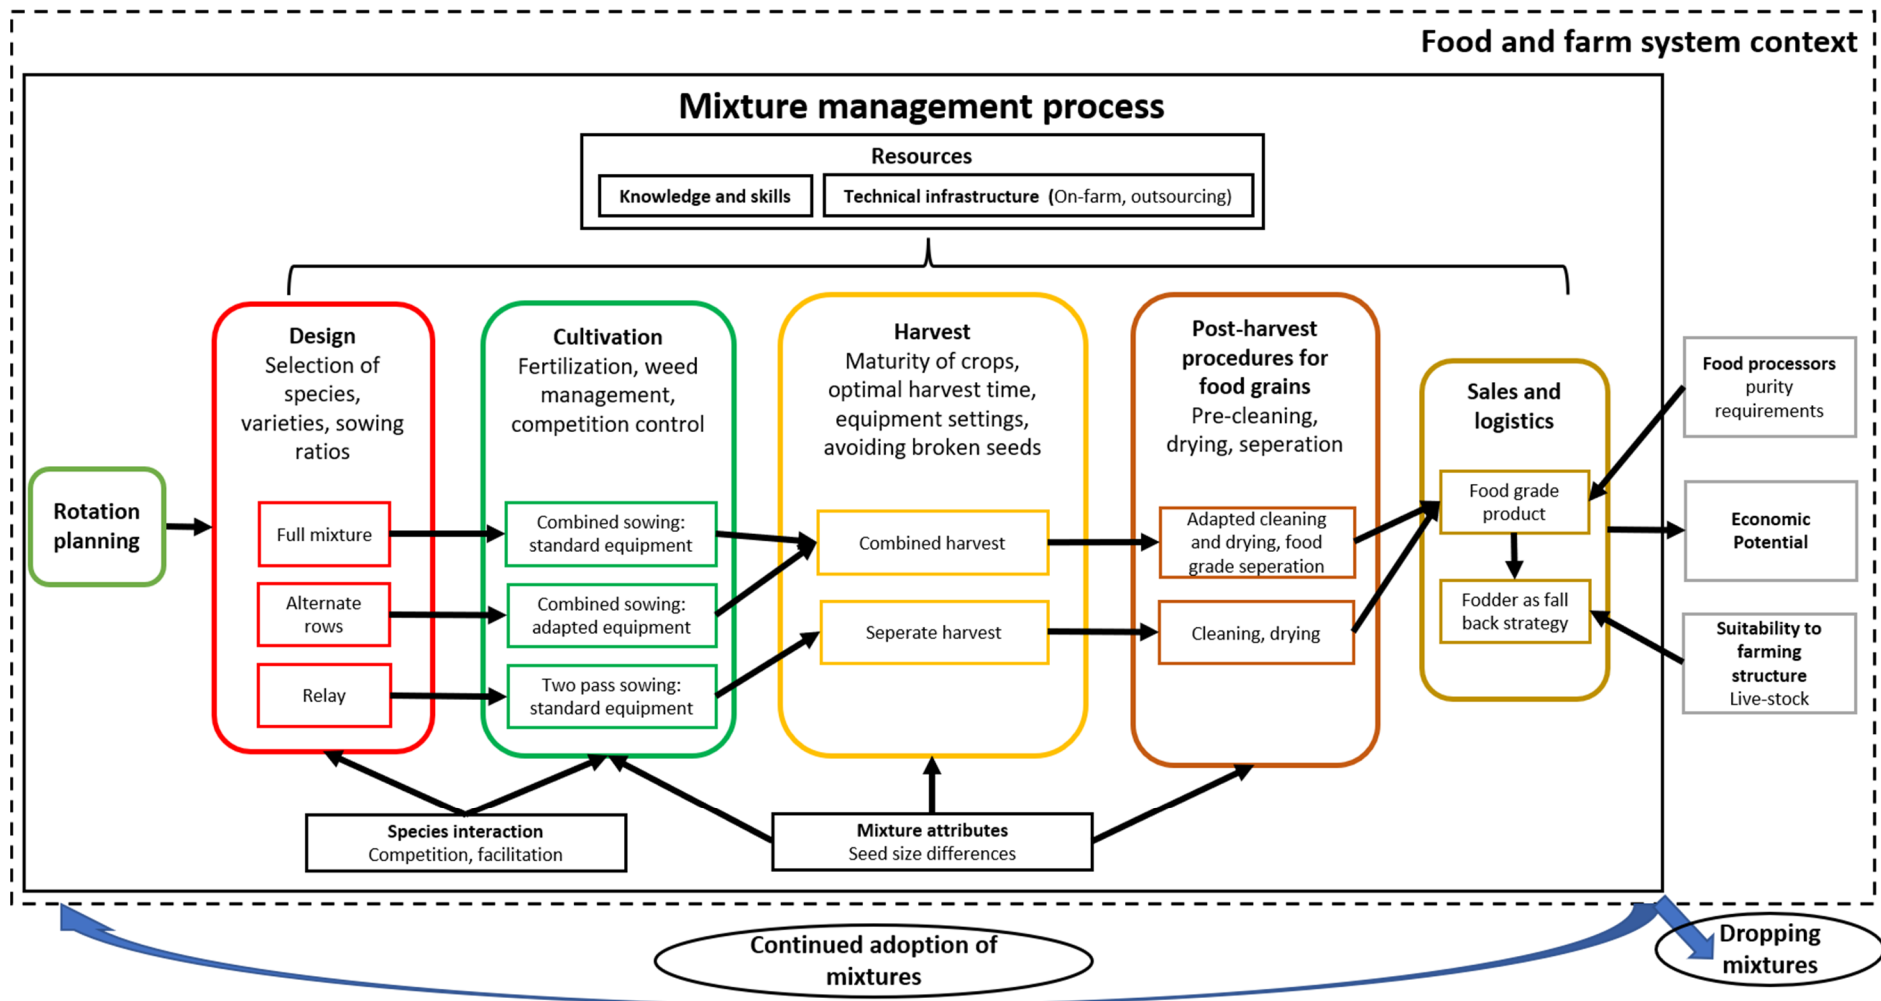 Food and farm system context
Mixture management process
Resources
Knowledge and skills
Technical infrastructure (On-farm, outsourcing)
Rotation
planning
Design
Selection of
species,
varieties, sowing
ratios
Full mixture
Alternate
rows
Relay
Cultivation
Fertilization, weed
management,
competition control
Combined sowing:
standard equipment
Combined sowing:
adapted equipment
Two pass sowing:
standard equipment
Harvest
Maturity of crops,
optimal harvest time,
equipment settings,
avoiding broken seeds
Combined harvest
Seperate harvest
Post-harvest
procedures for
food grains
Pre-cleaning,
drying, seperation
Adapted cleaning
and drying, food
grade seperation
Cleaning, drying
Sales and
logistics
Food grade
product
Fodder as fall
back strategy
Food processors
purity
requirements
Economic
Potential
Suitability to
farming
structure
Live-stock
Species interaction
Competition, facilitation
Mixture attributes
Seed size differences
Continued adoption of
mixtures
Dropping
mixtures